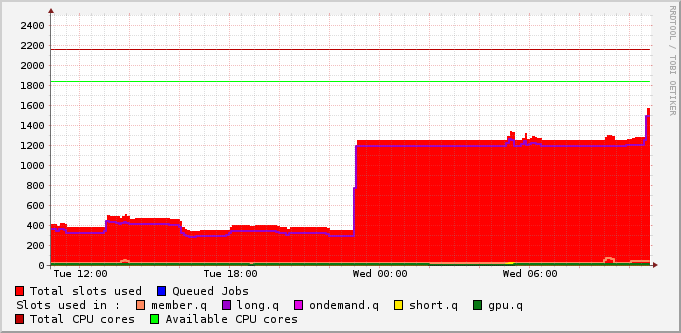 2400
2200
2000
1800
1600
1400
1200
1000
800
600
400
200
0
Tue 12:00 Tue 18:00 Wed 00:00 Wed 06:00
RRDTOOL / TOBI OETIKER
Total slots used Queued Jobs
Slots used in : member.q long.q ondemand.q short.q gpu.q
Total CPU cores Available CPU cores